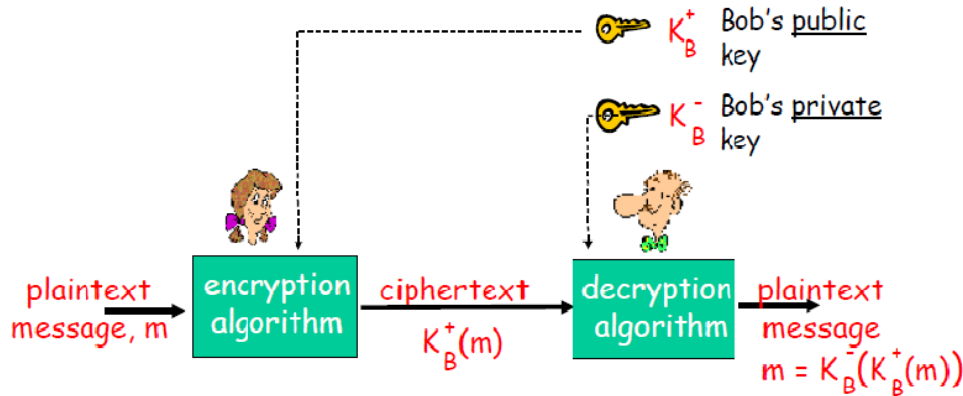 K_B^+ Bob's public
key
K_B^- Bob's private
key
plaintext
message, m
encryption
algorithm
ciphertext
K_B^+(m)
decryption
algorithm
plaintext
message
m = K_B^-(K_B^+(m))